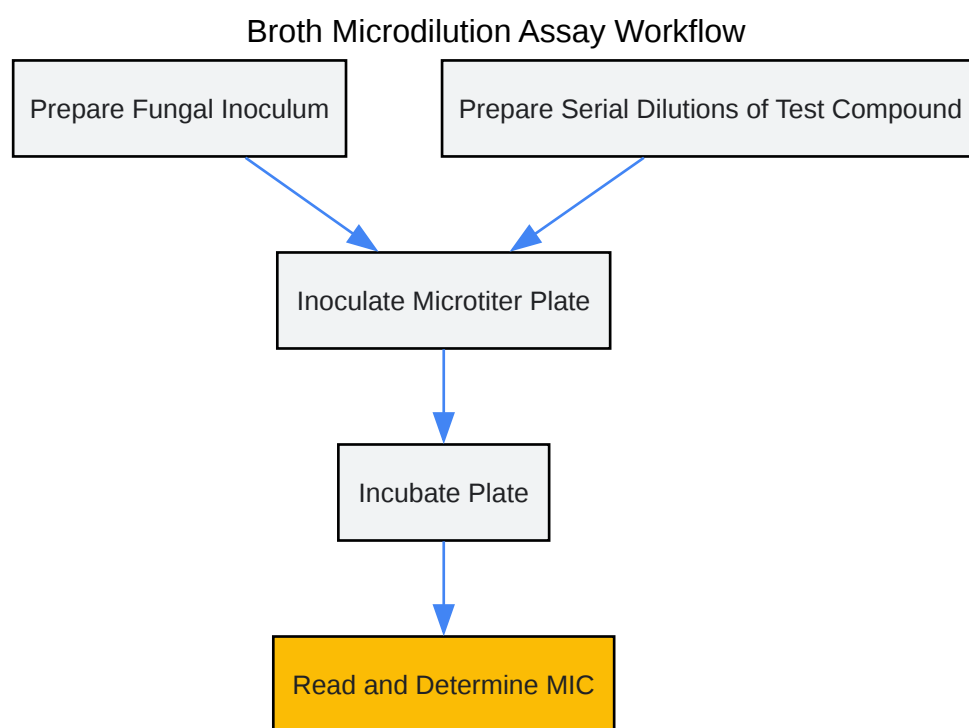 Broth Microdilution Assay Workflow
Prepare Fungal Inoculum
Prepare Serial Dilutions of Test Compound
Inoculate Microtiter Plate
Incubate Plate
Read and Determine MIC